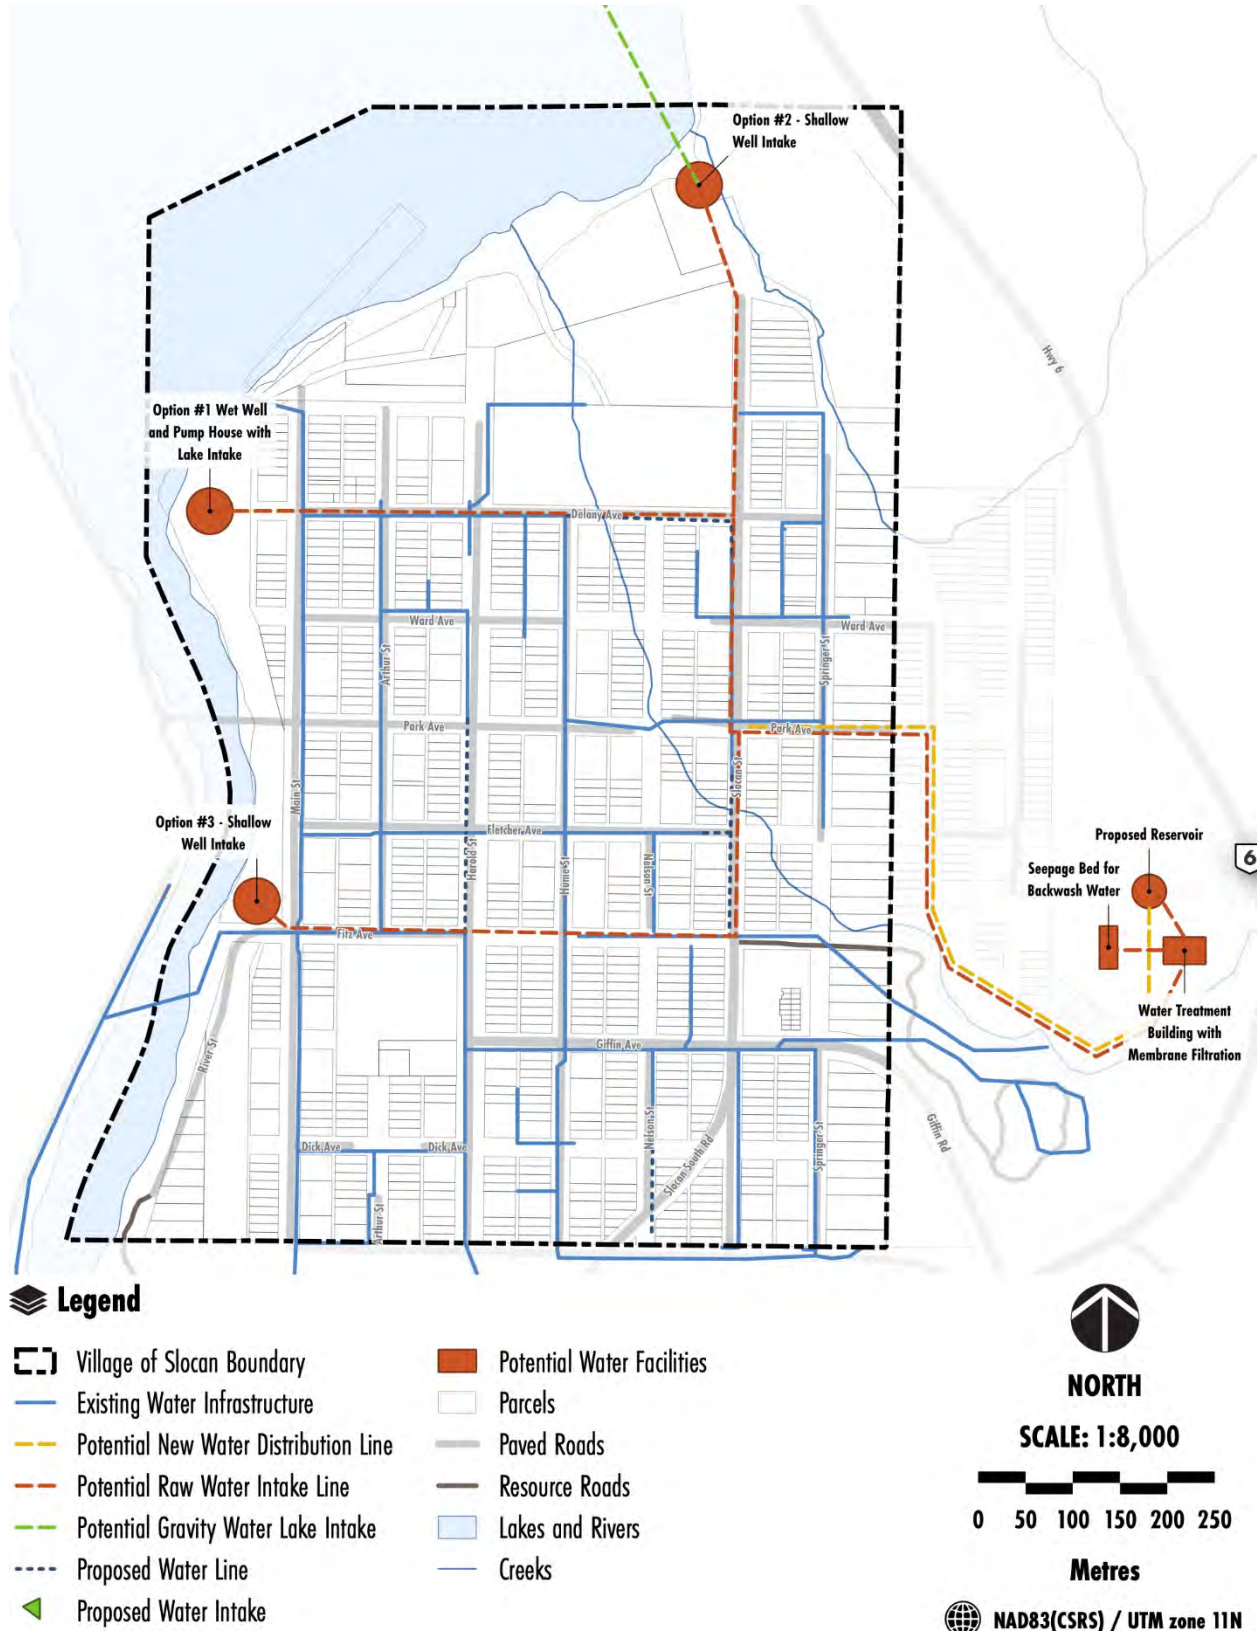 Option #2 - Shallow
Well Intake
Hwy 6
Option #1 Wet Well
and Pump House with
Lake Intake
Delany Ave
Ward Ave
Ward Ave
Arthur St
Springer St
Park Ave
Park Ave
Main St
Slocan St
Option #3 - Shallow
Well Intake
Fletcher Ave
Harold St
Hume St
Nelson St
Proposed Reservoir
6
Seepage Bed for
Backwash Water
Fitz Ave
Water Treatment
Building with
Membrane Filtration
River St
Giffin Ave
Giffin Rd
Nelson St
Slocan South Rd
Springer St
Dick Ave
Dick Ave
Arthur St
Legend
Village of Slocan Boundary
Existing Water Infrastructure
Potential New Water Distribution Line
Potential Raw Water Intake Line
Potential Gravity Water Lake Intake
Proposed Water Line
Proposed Water Intake
Potential Water Facilities
Parcels
Paved Roads
Resource Roads
Lakes and Rivers
Creeks
NORTH
SCALE: 1:8,000
0 50 100 150 200 250
Metres
NAD83(CSRS) / UTM zone 11N